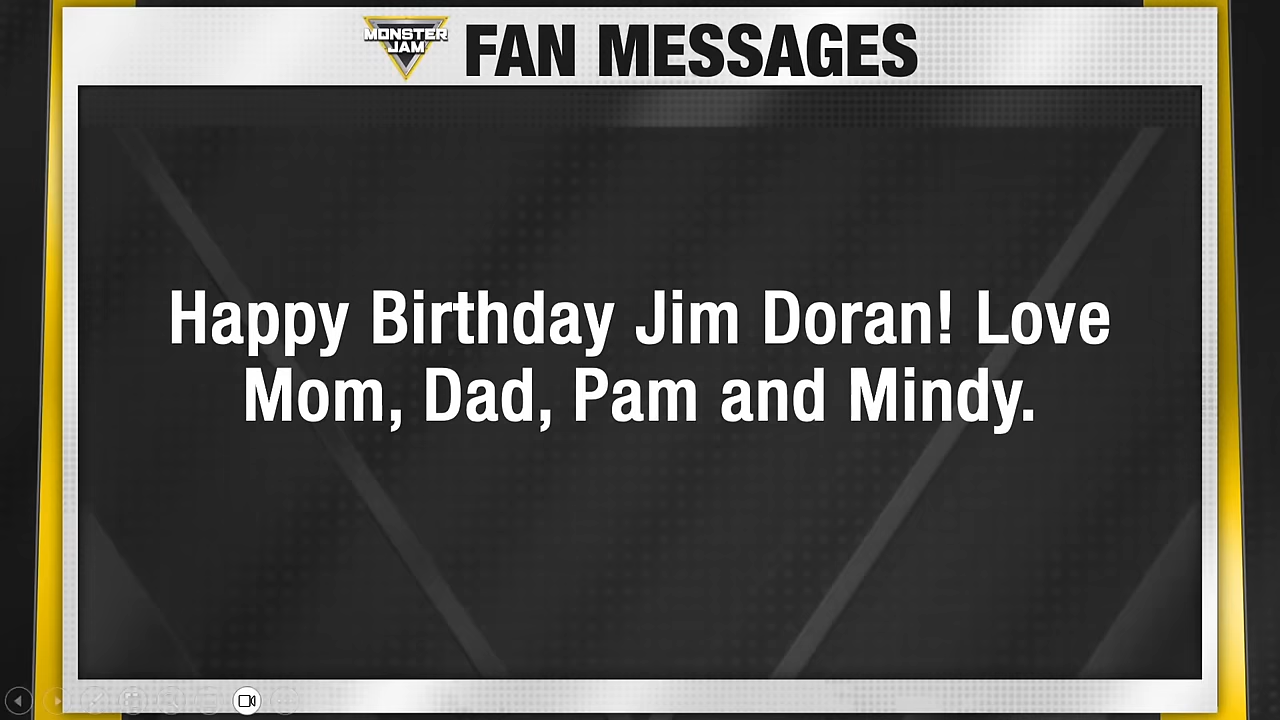 MONSTER JAM FAN MESSAGES
Happy Birthday Jim Doran! Love
Mom, Dad, Pam and Mindy.